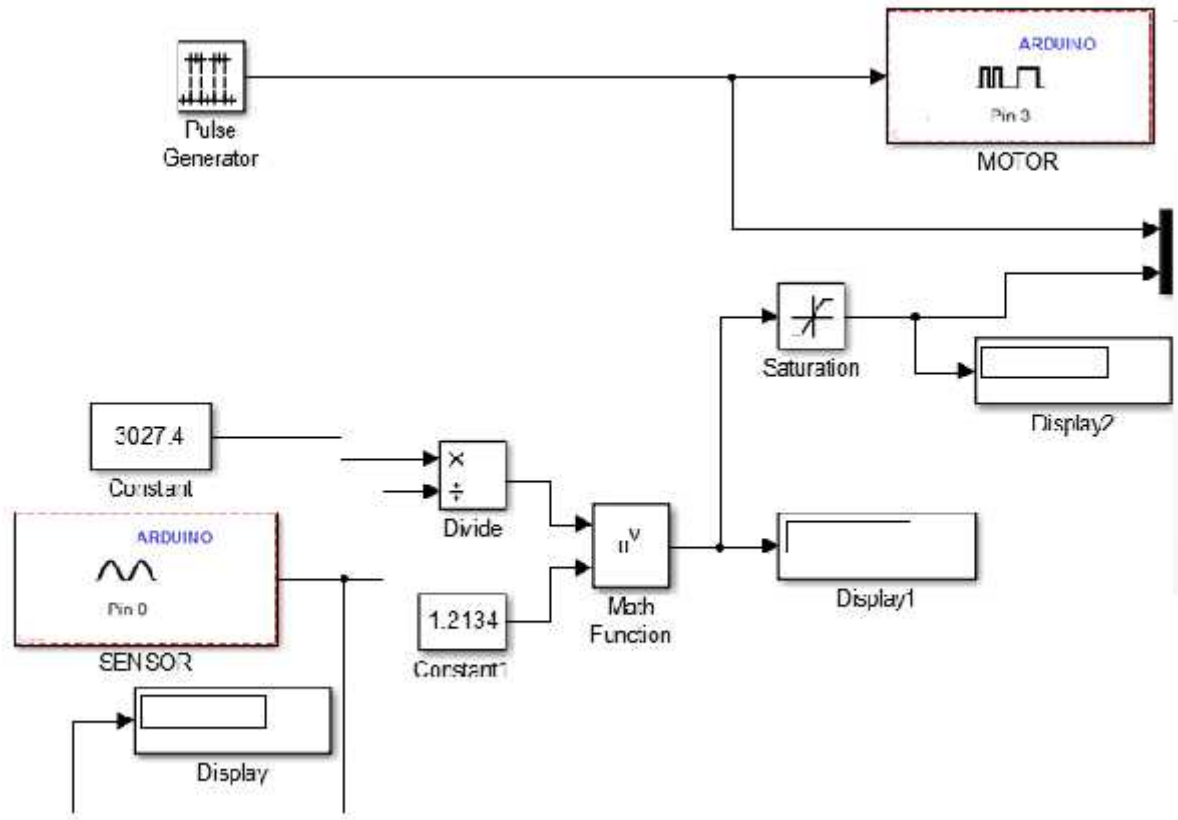 ARDUINO
Pin 3
MOTOR
Pulse
Generator
Saturation
Display2
3027.4
Constant
×
÷
Divide
ARDUINO
Pin 0
SENSOR
u^v
Math
Function
1.2134
Constant1
Display1
Display